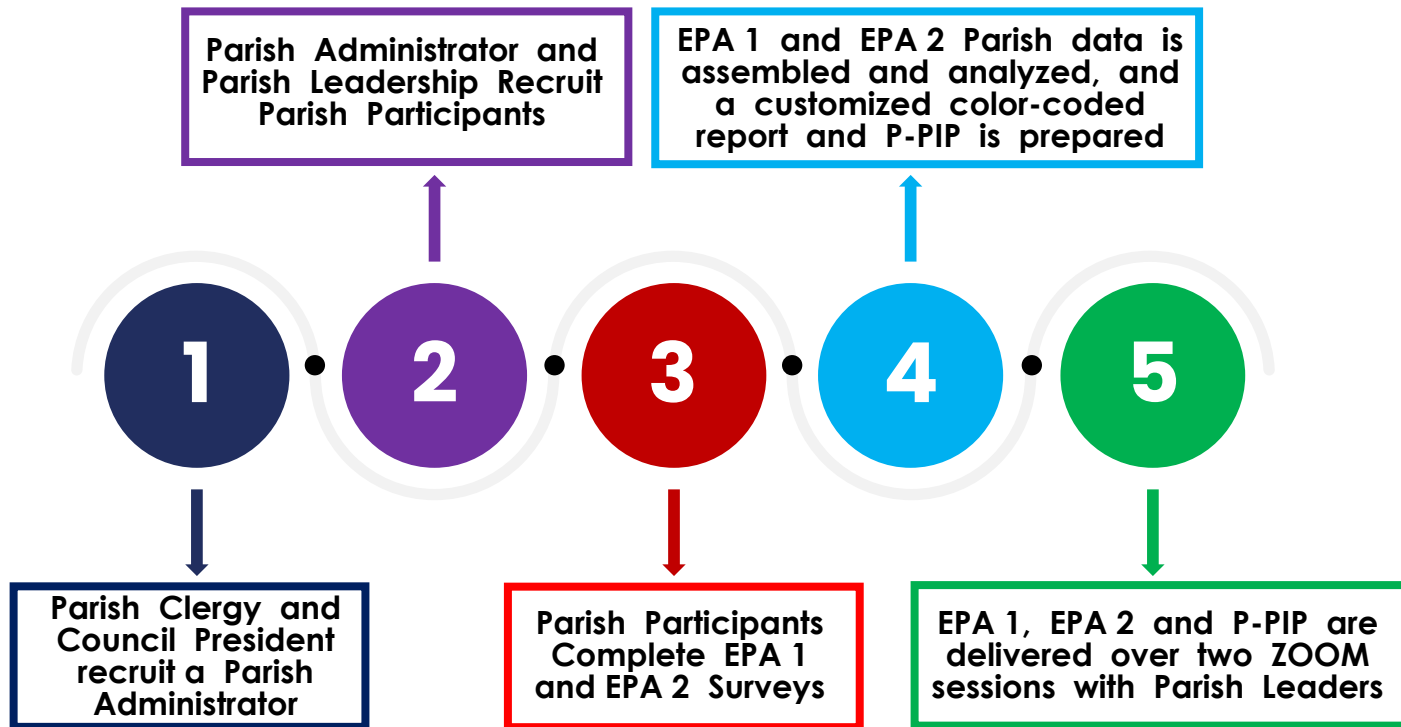 Parish Administrator and
Parish Leadership Recruit
Parish Participants
EPA 1 and EPA 2 Parish data is
assembled and analyzed, and
a customized color-coded
report and P-PIP is prepared
1
2
3
4
5
Parish Clergy and
Council President
recruit a Parish
Administrator
Parish Participants
Complete EPA 1
and EPA 2 Surveys
EPA 1, EPA 2 and P-PIP are
delivered over two ZOOM
sessions with Parish Leaders